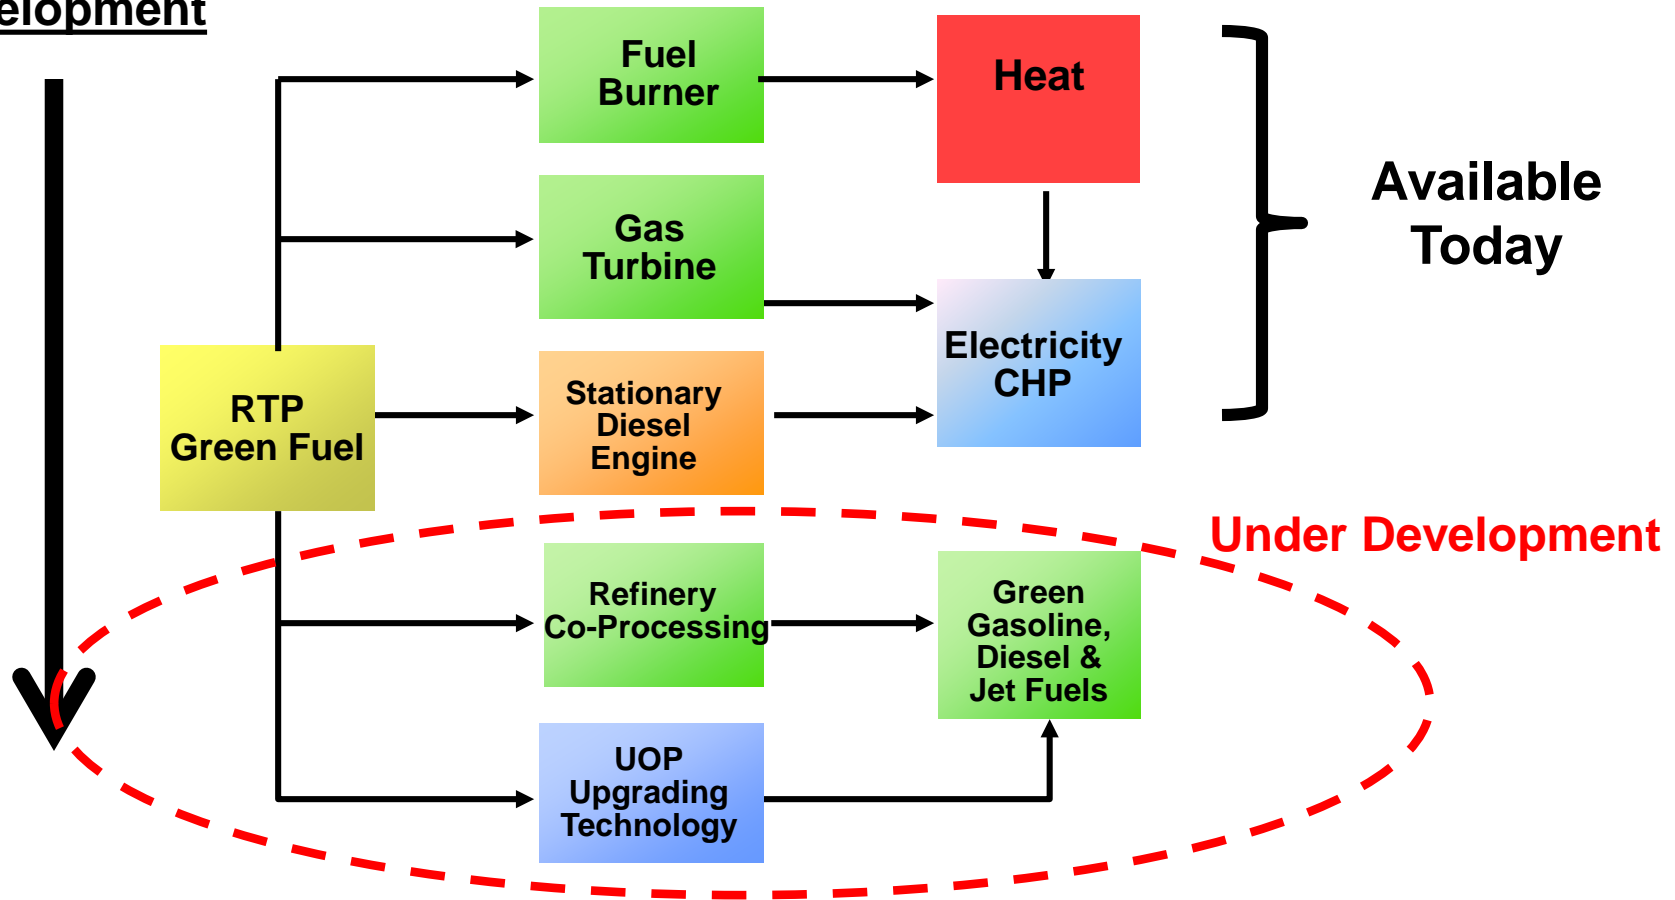 elopment
Fuel
Burner
Heat
Available
Today
Gas
Turbine
Electricity
CHP
RTP
Green Fuel
Stationary
Diesel
Engine
Under Development
Refinery
Co-Processing
Green
Gasoline,
Diesel &
Jet Fuels
UOP
Upgrading
Technology